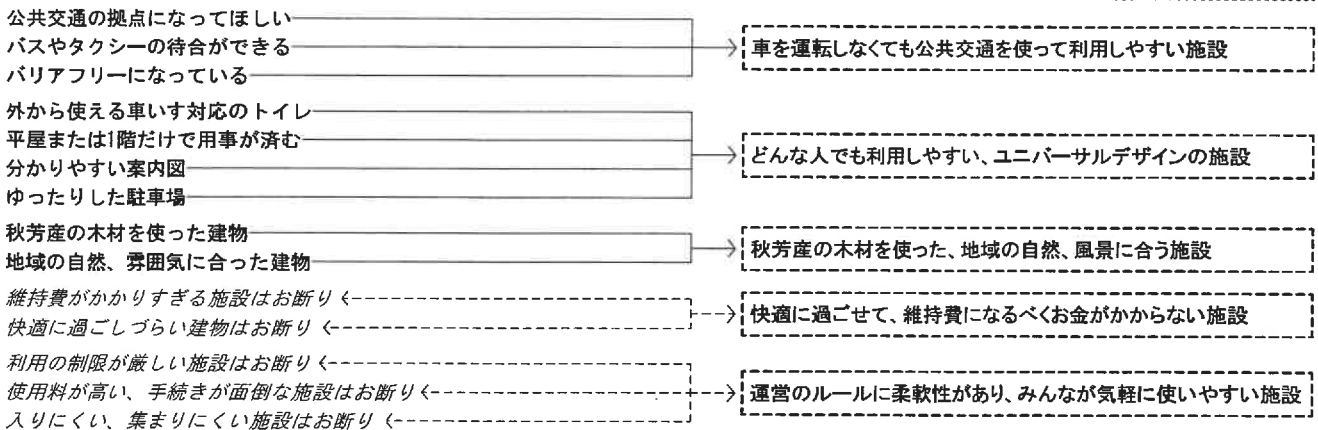 公共交通の拠点になってほしい
バスやタクシーの待合ができる
バリアフリーになっている
車を運転しなくても公共交通を使って利用しやすい施設
外から使える車いす対応のトイレ
平屋または1階だけで用事が済む
分かりやすい案内図
ゆったりした駐車場
どんな人でも利用しやすい、ユニバーサルデザインの施設
秋芳産の木材を使った建物
地域の自然、雰囲気に合った建物
秋芳産の木材を使った、地域の自然、風景に合う施設
維持費がかかりすぎる施設はお断り
快適に過ごしづらい建物はお断り
快適に過ごせて、維持費になるべくお金がかからない施設
利用の制限が厳しい施設はお断り
使用料が高い、手続きが面倒な施設はお断り
入りにくい、集まりにくい施設はお断り
運営のルールに柔軟性があり、みんなが気軽に使いやすい施設